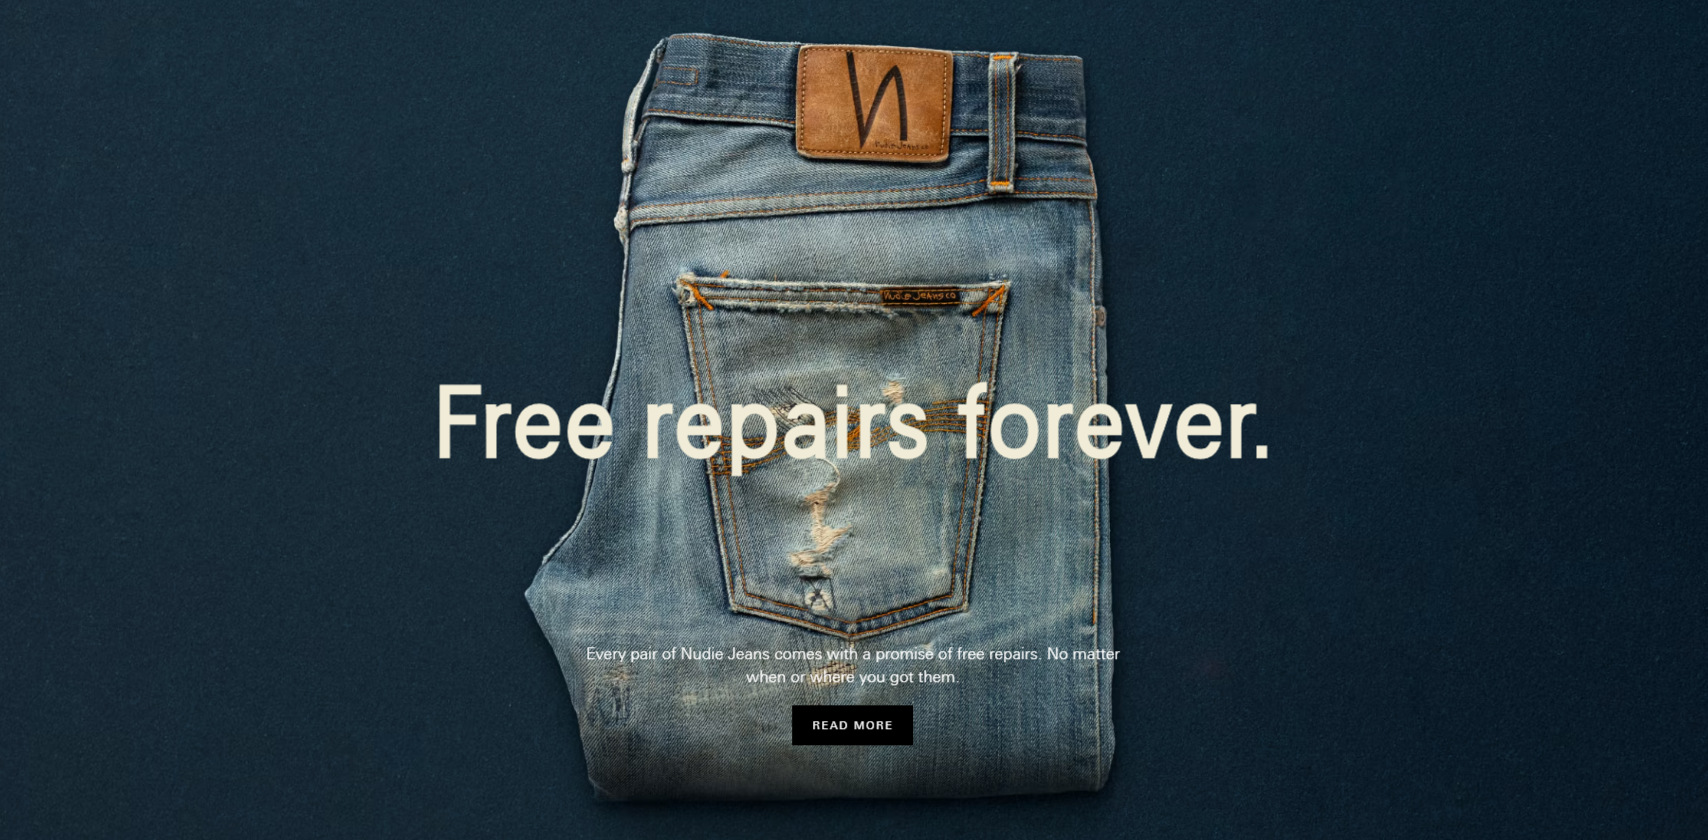 Nudie Jeans co
Nudie Jeans co
Free repairs forever.
Every pair of Nudie Jeans comes with a promise of free repairs. No matter
when or where you got them.
READ MORE